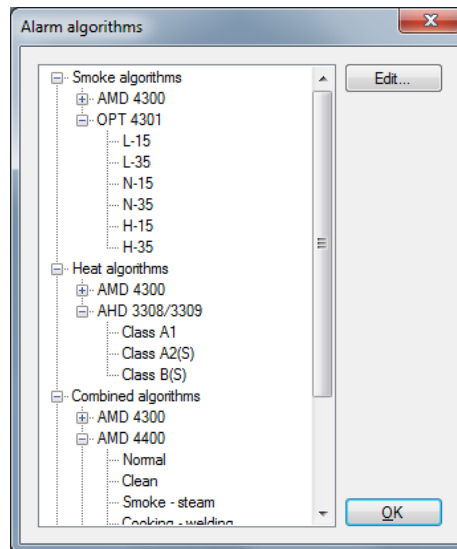 Alarm algorithms
Smoke algorithms
AMD 4300
OPT 4301
L-15
L-35
N-15
N-35
H-15
H-35
Heat algorithms
AMD 4300
AHD 3308/3309
Class A1
Class A2(S)
Class B(S)
Combined algorithms
AMD 4300
AMD 4400
Normal
Clean
Smoke - steam
Cooking - welding
Edit...
OK